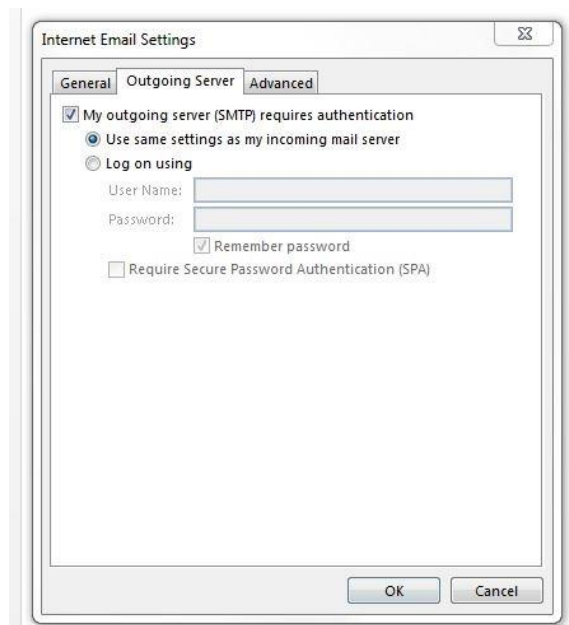 Internet Email Settings
General Outgoing Server Advanced
My outgoing server (SMTP) requires authentication
Use same settings as my incoming mail server
Log on using
User Name:
Password:
Remember password
Require Secure Password Authentication (SPA)
OK Cancel